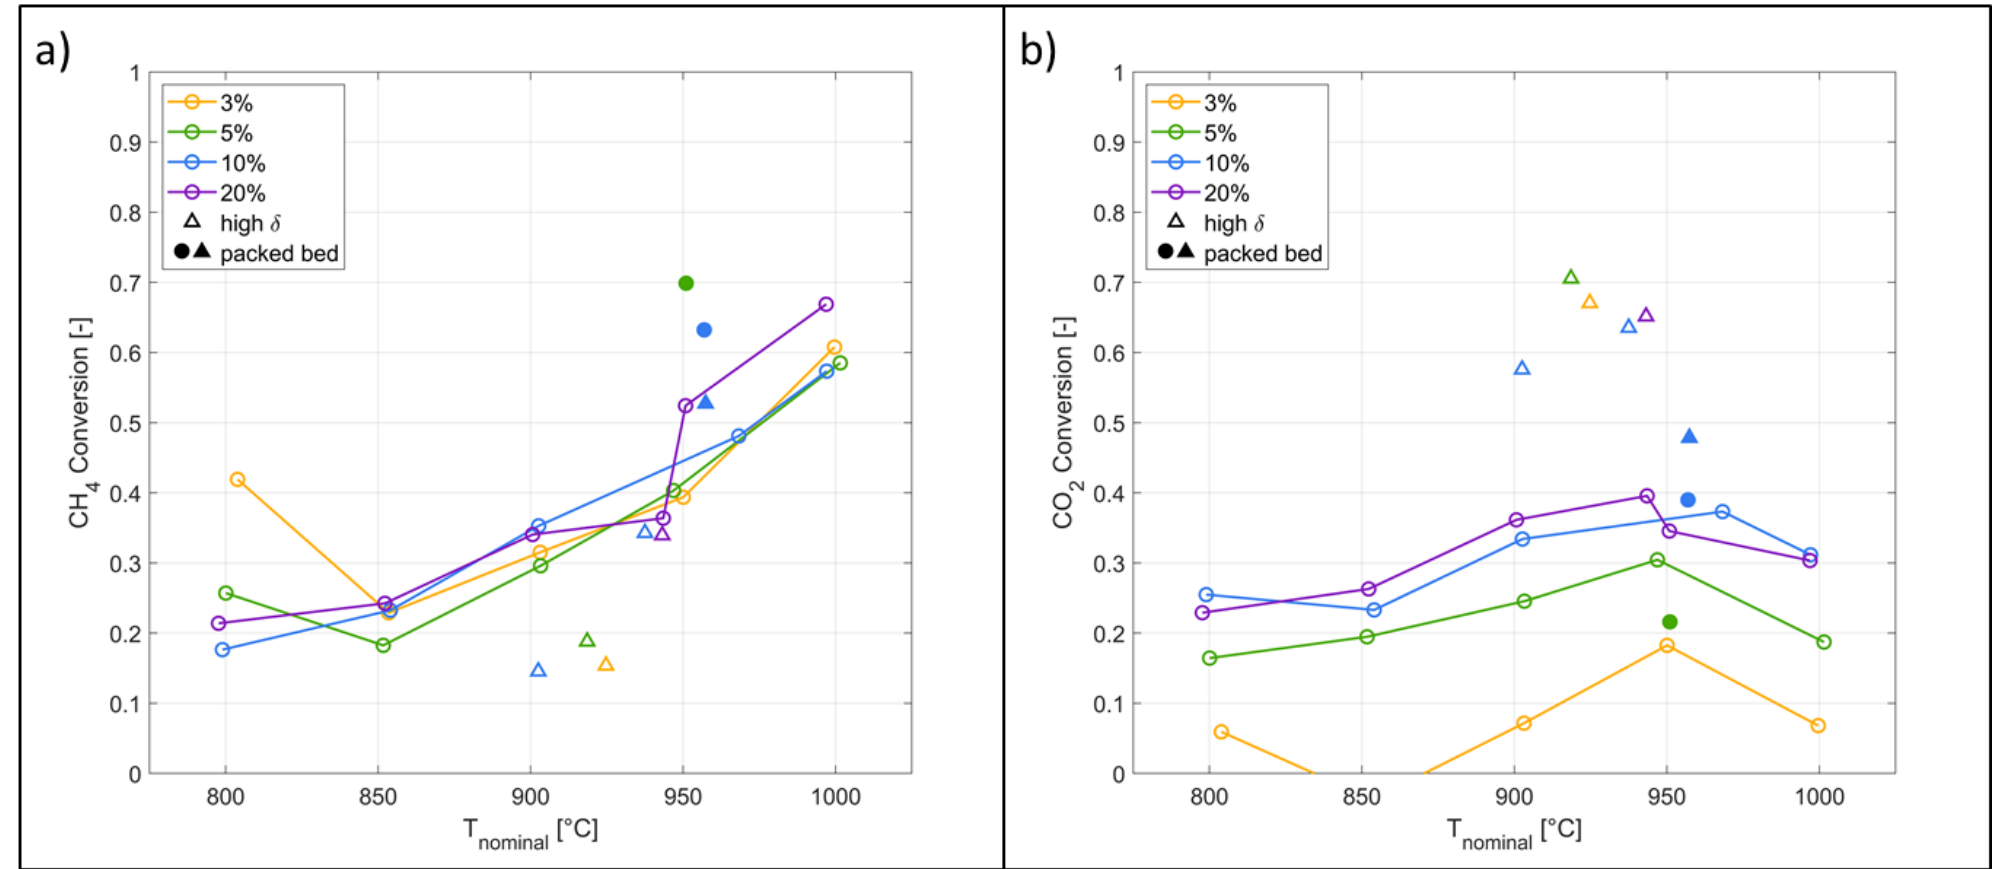 a)
1
0.9
0.8
0.7
0.6
0.5
0.4
0.3
0.2
0.1
0
CH4 Conversion [-]
3%
5%
10%
20%
high δ
packed bed
800 850 900 950 1000
Tnominal [°C]
b)
1
0.9
0.8
0.7
0.6
0.5
0.4
0.3
0.2
0.1
0
CO2 Conversion [-]
3%
5%
10%
20%
high δ
packed bed
800 850 900 950 1000
Tnominal [°C]